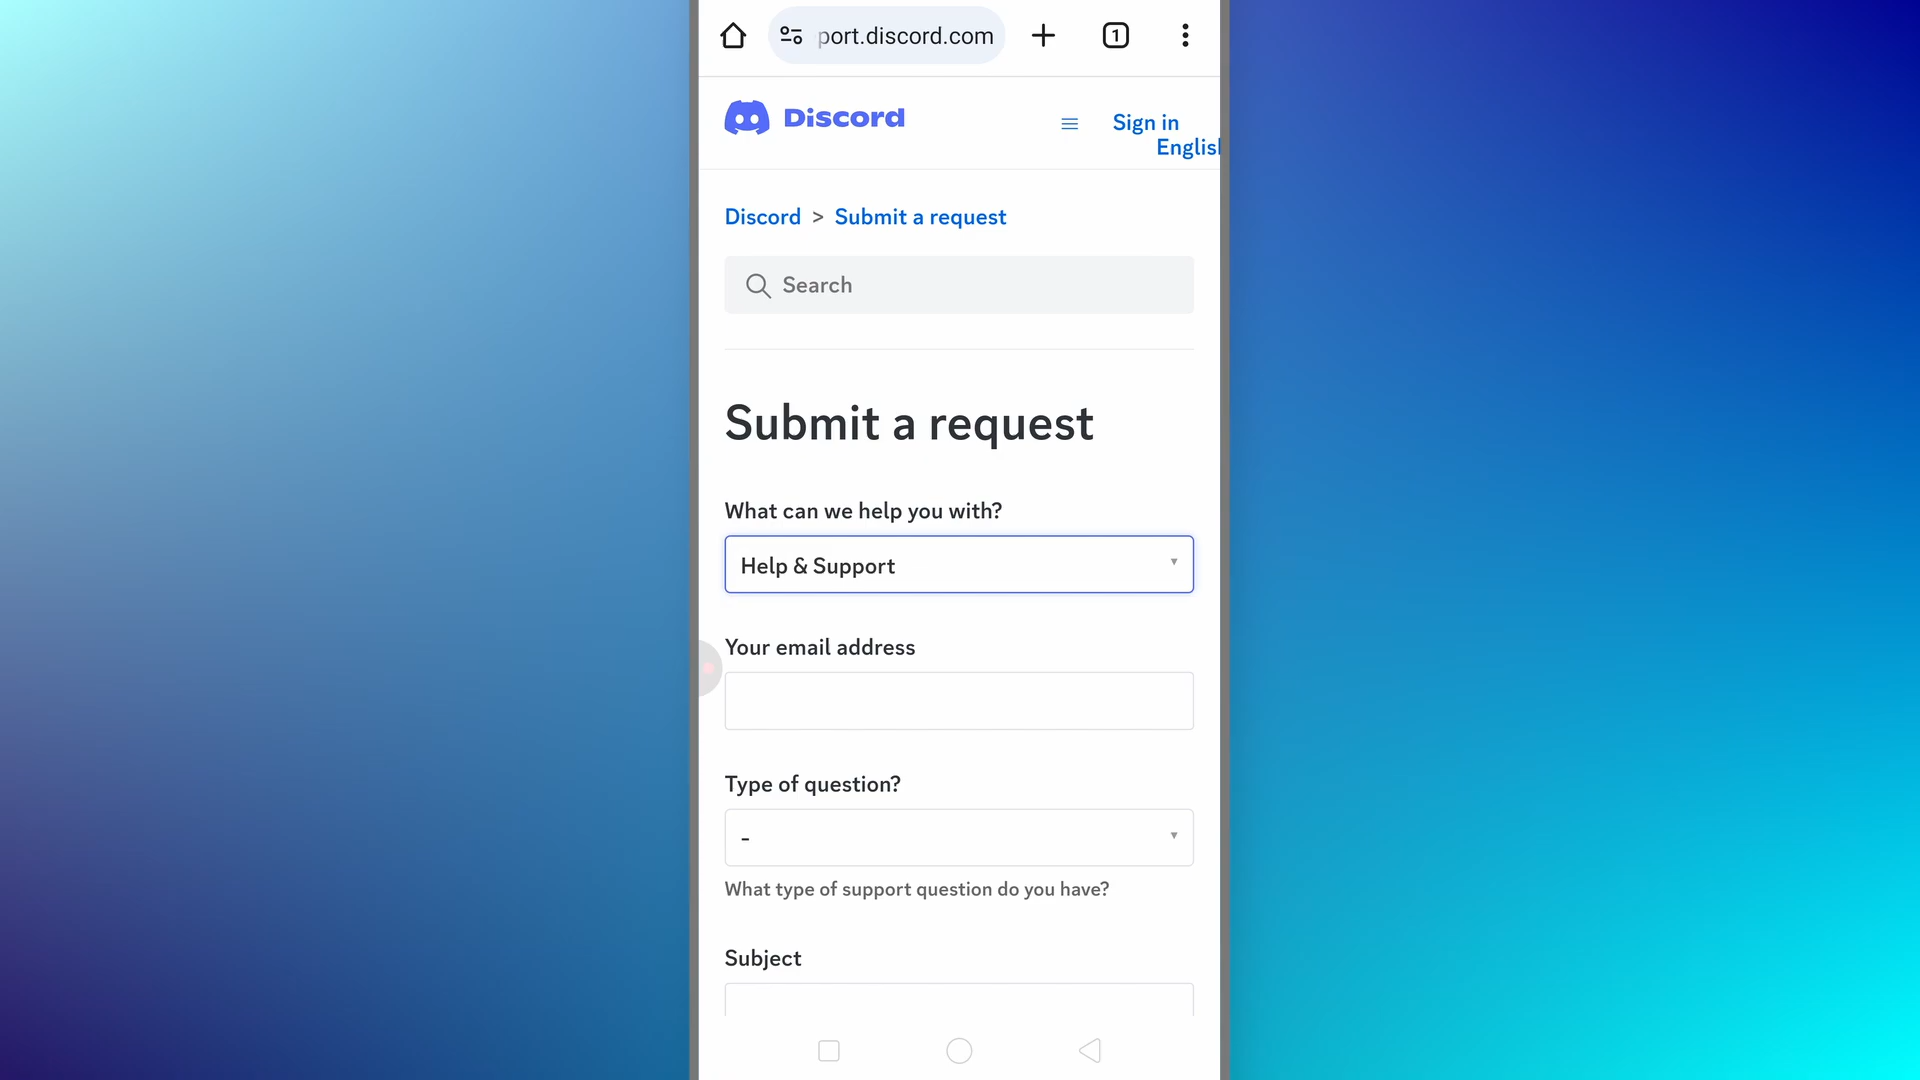 port.discord.com
1
Discord
Sign in
Englis
Discord > Submit a request
Search
Submit a request
What can we help you with?
Help & Support
Your email address
Type of question?
-
What type of support question do you have?
Subject